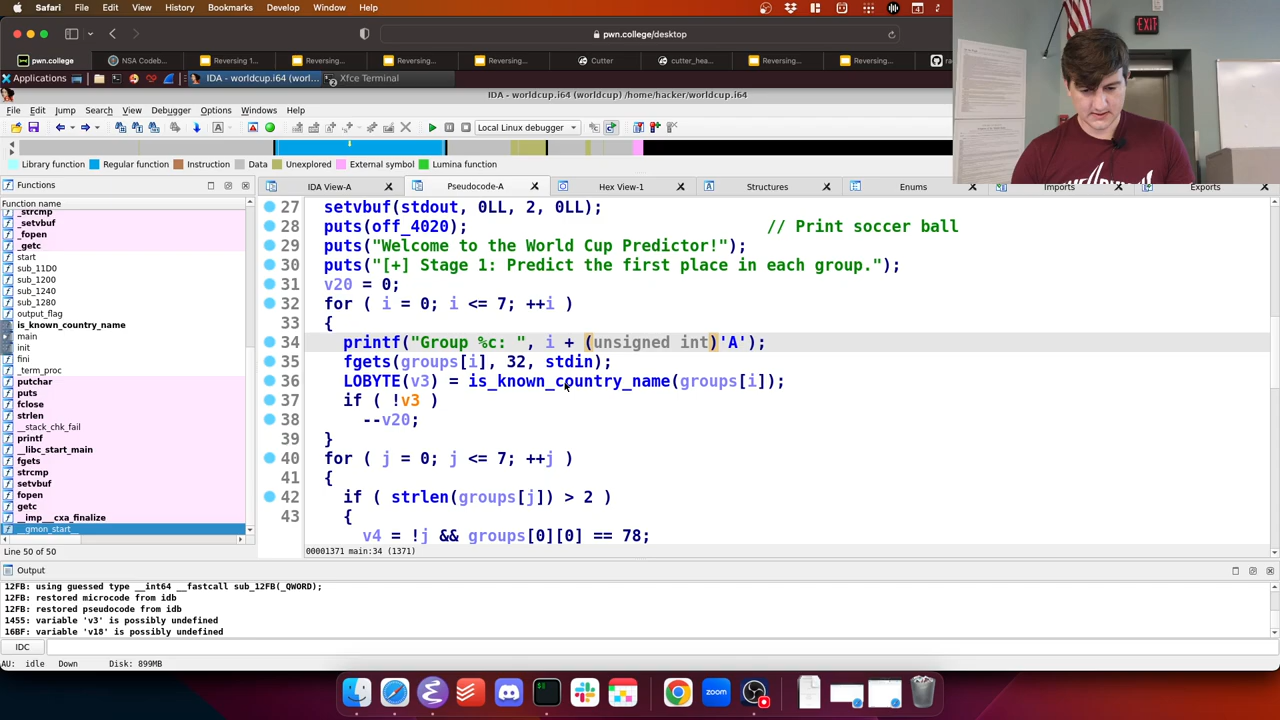 Safari File Edit View History Bookmarks Develop Window Help
pwn.college/desktop
pwn.college NSA Codeb... Reversing 1... Reversing... Reversing... Cutter cutter_hea... Reversing... Reversing...
Applications IDA - worldcup.i64 (worl... Xfce Terminal
IDA - worldcup.i64 (worldcup) /home/hacker/worldcup.i64
File Edit Jump Search View Debugger Options Windows Help
Local Linux debugger
Library function Regular function Instruction Data Unexplored External symbol Lumina function
Functions
IDA View-A Pseudocode-A Hex View-1 Structures Enums Imports Exports
Function name
_strcmp
_setvbuf
_fopen
_getc
start
sub_11D0
sub_1200
sub_1240
sub_1280
output_flag
is_known_country_name
main
init
fini
_term_proc
putchar
puts
fclose
strlen
__stack_chk_fail
printf
__libc_start_main
fgets
strcmp
setvbuf
fopen
getc
__imp___cxa_finalize
__gmon_start__
Line 50 of 50
27 setvbuf(stdout, 0LL, 2, 0LL);
28 puts(off_4020); // Print soccer ball
29 puts("Welcome to the World Cup Predictor!");
30 puts("[+] Stage 1: Predict the first place in each group.");
31 v20 = 0;
32 for ( i = 0; i <= 7; ++i )
33 {
34 printf("Group %c: ", i + (unsigned int)'A');
35 fgets(groups[i], 32, stdin);
36 LOBYTE(v3) = is_known_country_name(groups[i]);
37 if ( !v3 )
38 --v20;
39 }
40 for ( j = 0; j <= 7; ++j )
41 {
42 if ( strlen(groups[j]) > 2 )
43 {
v4 = !j && groups[0][0] == 78;
00001371 main:34 (1371)
Output
12FB: using guessed type __int64 __fastcall sub_12FB(_QWORD);
12FB: restored microcode from idb
12FB: restored pseudocode from idb
1455: variable 'v3' is possibly undefined
16BF: variable 'v18' is possibly undefined
IDC
AU: idle Down Disk: 899MB
EXIT
zoom